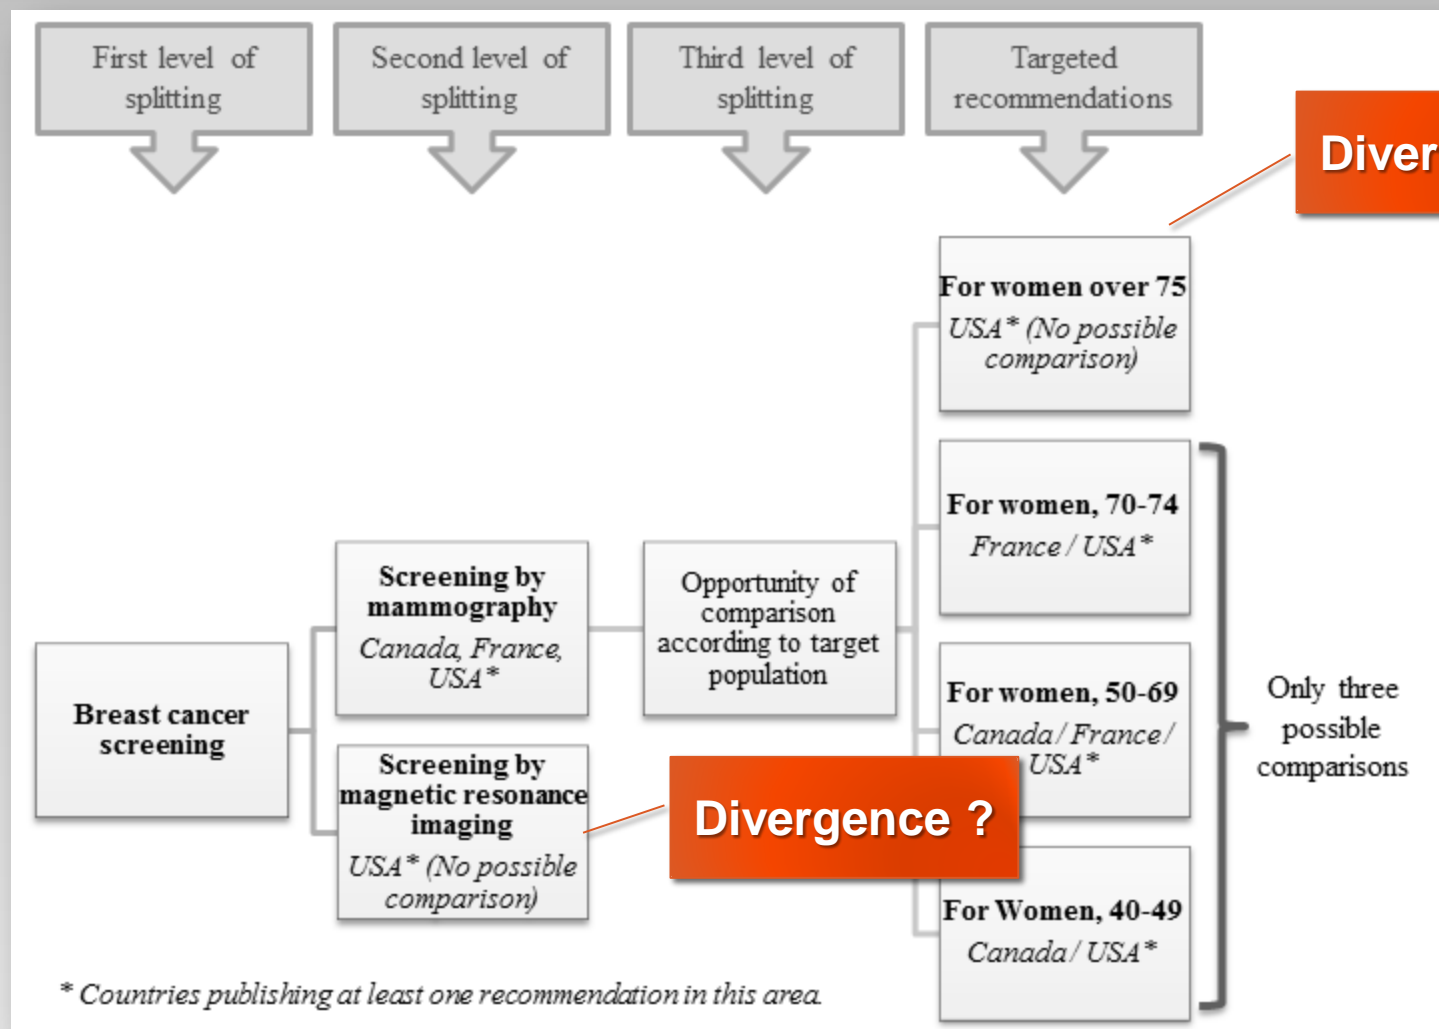 First level of
splitting
Second level of
splitting
Third level of
splitting
Targeted
recommendations
Diver
For women over 75
USA* (No possible
comparison)
For women, 70-74
France / USA*
Screening by
mammography
Canada, France,
USA*
Opportunity of
comparison
according to target
population
For women, 50-69
Canada / France /
USA*
Only three
possible
comparisons
Breast cancer
screening
Screening by
magnetic resonance
imaging
USA* (No possible
comparison)
Divergence ?
For Women, 40-49
Canada / USA*
* Countries publishing at least one recommendation in this area.